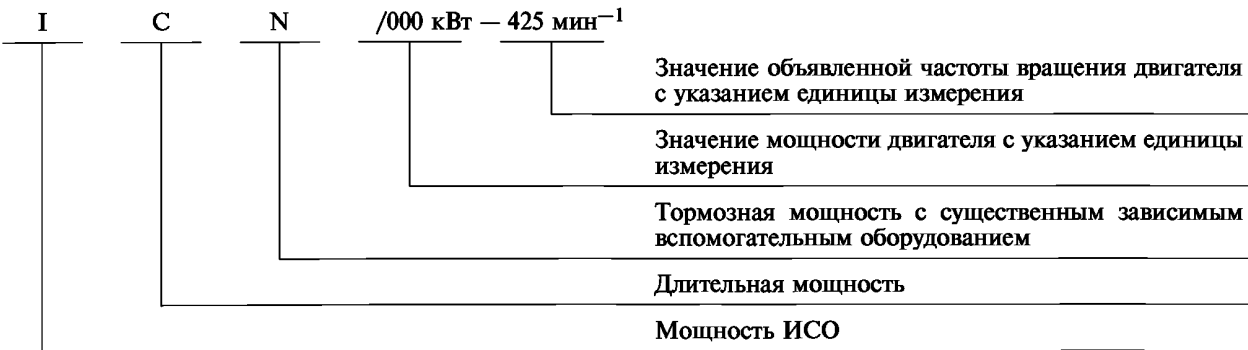 I C N /000 кВт — 425 мин−1
Значение объявленной частоты вращения двигателя
с указанием единицы измерения
Значение мощности двигателя с указанием единицы
измерения
Тормозная мощность с существенным зависимым
вспомогательным оборудованием
Длительная мощность
Мощность ИСО